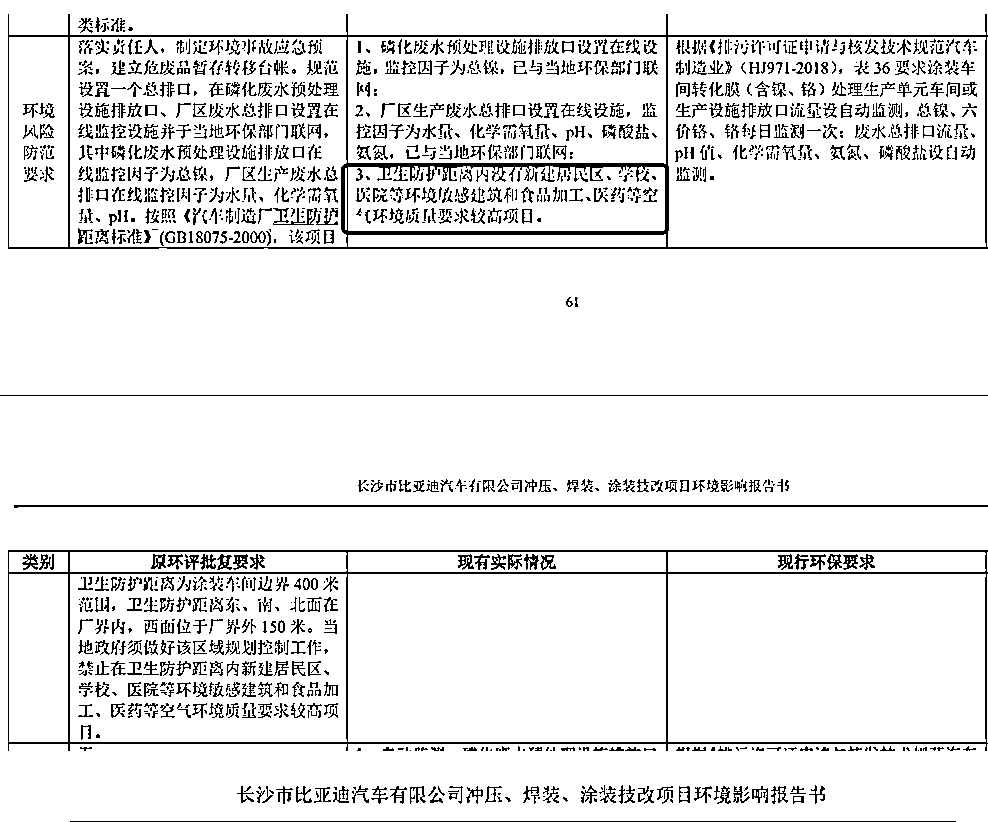 类标准。
环境
风险
防范
要求
落实责任人，制定环境事故应急预
案，建立危废品暂存转移台帐。规范
设置一个总排口，在磷化废水预处理
设施排放口、厂区废水总排口设置在
线监控设施并于当地环保部门联网，
其中磷化废水预处理设施排放口在
线监控因子为总镍，厂区生产废水总
排口在线监控因子为水量、化学需氧
量、pH。按照《汽车制造厂卫生防护
距离标准》(GB18075-2000)，该项目
1、磷化废水预处理设施排放口设置在线设
施，监控因子为总镍，已与当地环保部门联
网；
2、厂区生产废水总排口设置在线设施，监
控因子为水量、化学需氧量、pH、磷酸盐、
氨氮，已与当地环保部门联网；
3、卫生防护距离内没有新建居民区、学校、
医院等环境敏感建筑和食品加工、医药等空
气环境质量要求较高项目。
根据《排污许可证申请与核发技术规范汽车
制造业》（HJ971-2018），表 36 要求涂装车
间转化膜（含镍、铬）处理生产单元车间或
生产设施排放口流量设自动监测，总镍、六
价铬、铬每日监测一次；废水总排口流量、
pH 值、化学需氧量、氨氮、磷酸盐设自动
监测。
61
长沙市比亚迪汽车有限公司冲压、焊装、涂装技改项目环境影响报告书
类别 原环评批复要求 现有实际情况 现行环保要求
卫生防护距离为涂装车间边界 400 米
范围，卫生防护距离东、南、北面在
厂界内，西面位于厂界外 150 米。当
地政府须做好该区域规划控制工作，
禁止在卫生防护距离内新建居民区、
学校、医院等环境敏感建筑和食品加
工、医药等空气环境质量要求较高项
目。
长沙市比亚迪汽车有限公司冲压、焊装、涂装技改项目环境影响报告书